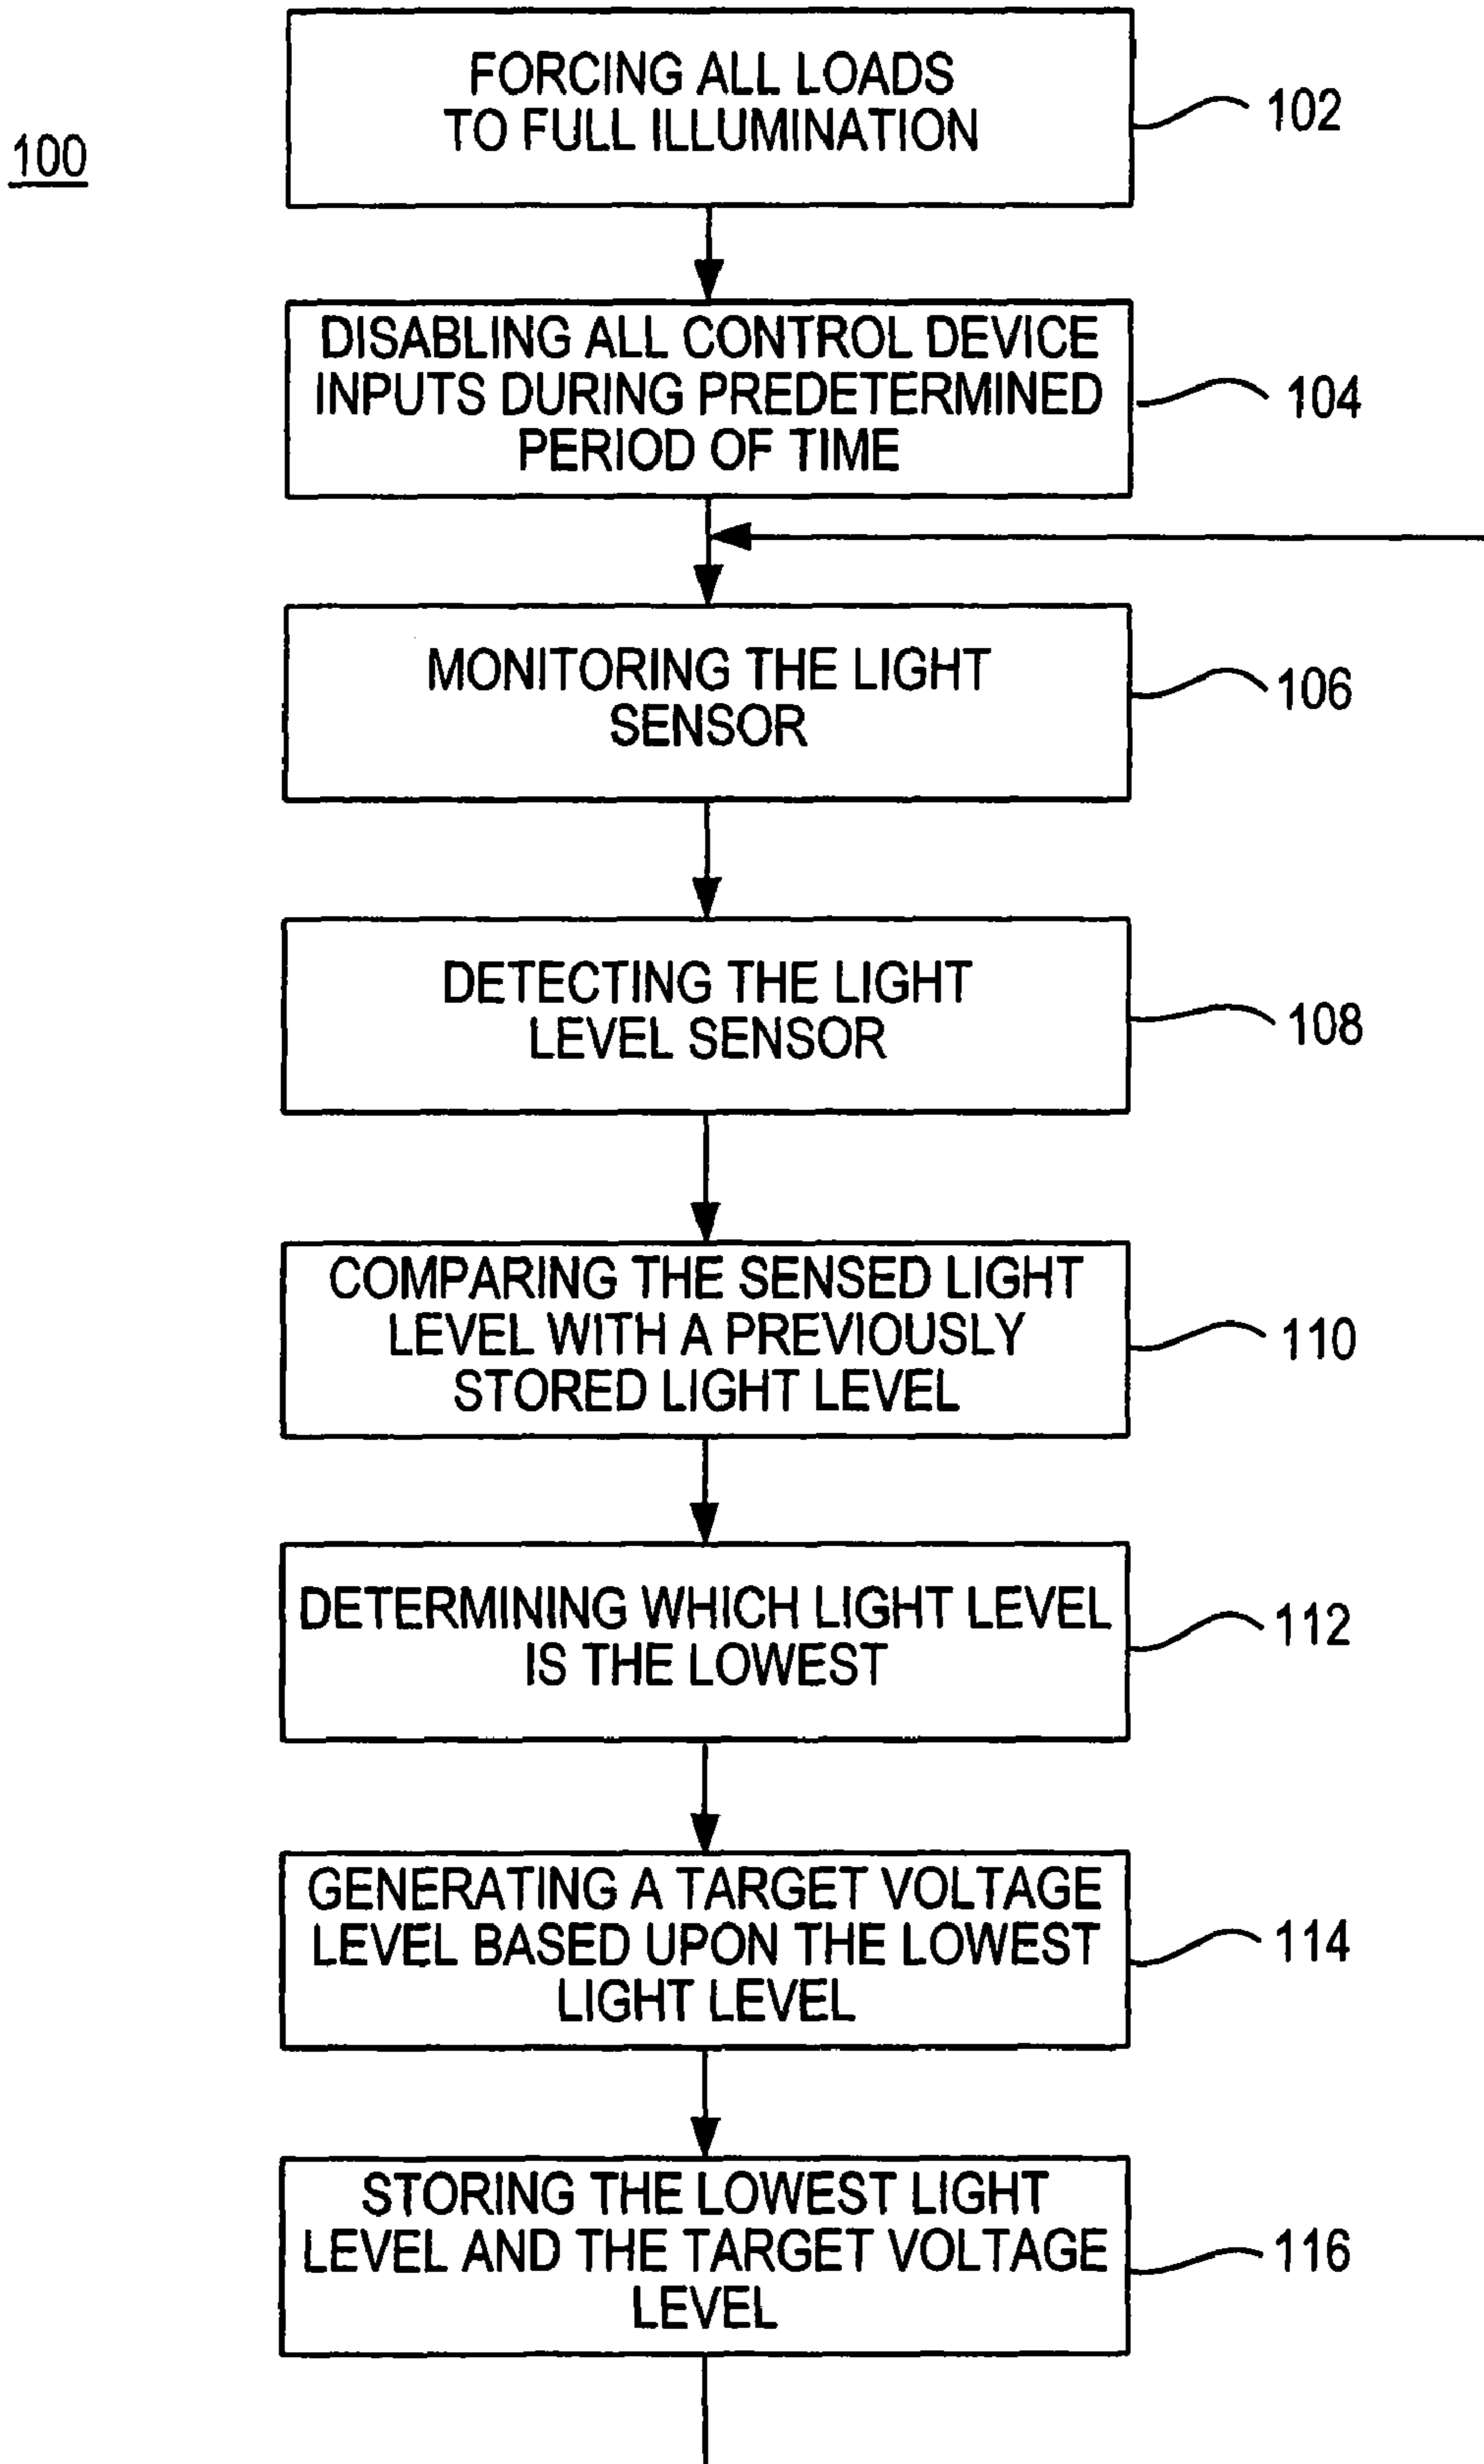 100
FORCING ALL LOADS
TO FULL ILLUMINATION
102
DISABLING ALL CONTROL DEVICE
INPUTS DURING PREDETERMINED
PERIOD OF TIME
104
MONITORING THE LIGHT
SENSOR
106
DETECTING THE LIGHT
LEVEL SENSOR
108
COMPARING THE SENSED LIGHT
LEVEL WITH A PREVIOUSLY
STORED LIGHT LEVEL
110
DETERMINING WHICH LIGHT LEVEL
IS THE LOWEST
112
GENERATING A TARGET VOLTAGE
LEVEL BASED UPON THE LOWEST
LIGHT LEVEL
114
STORING THE LOWEST LIGHT
LEVEL AND THE TARGET VOLTAGE
LEVEL
116